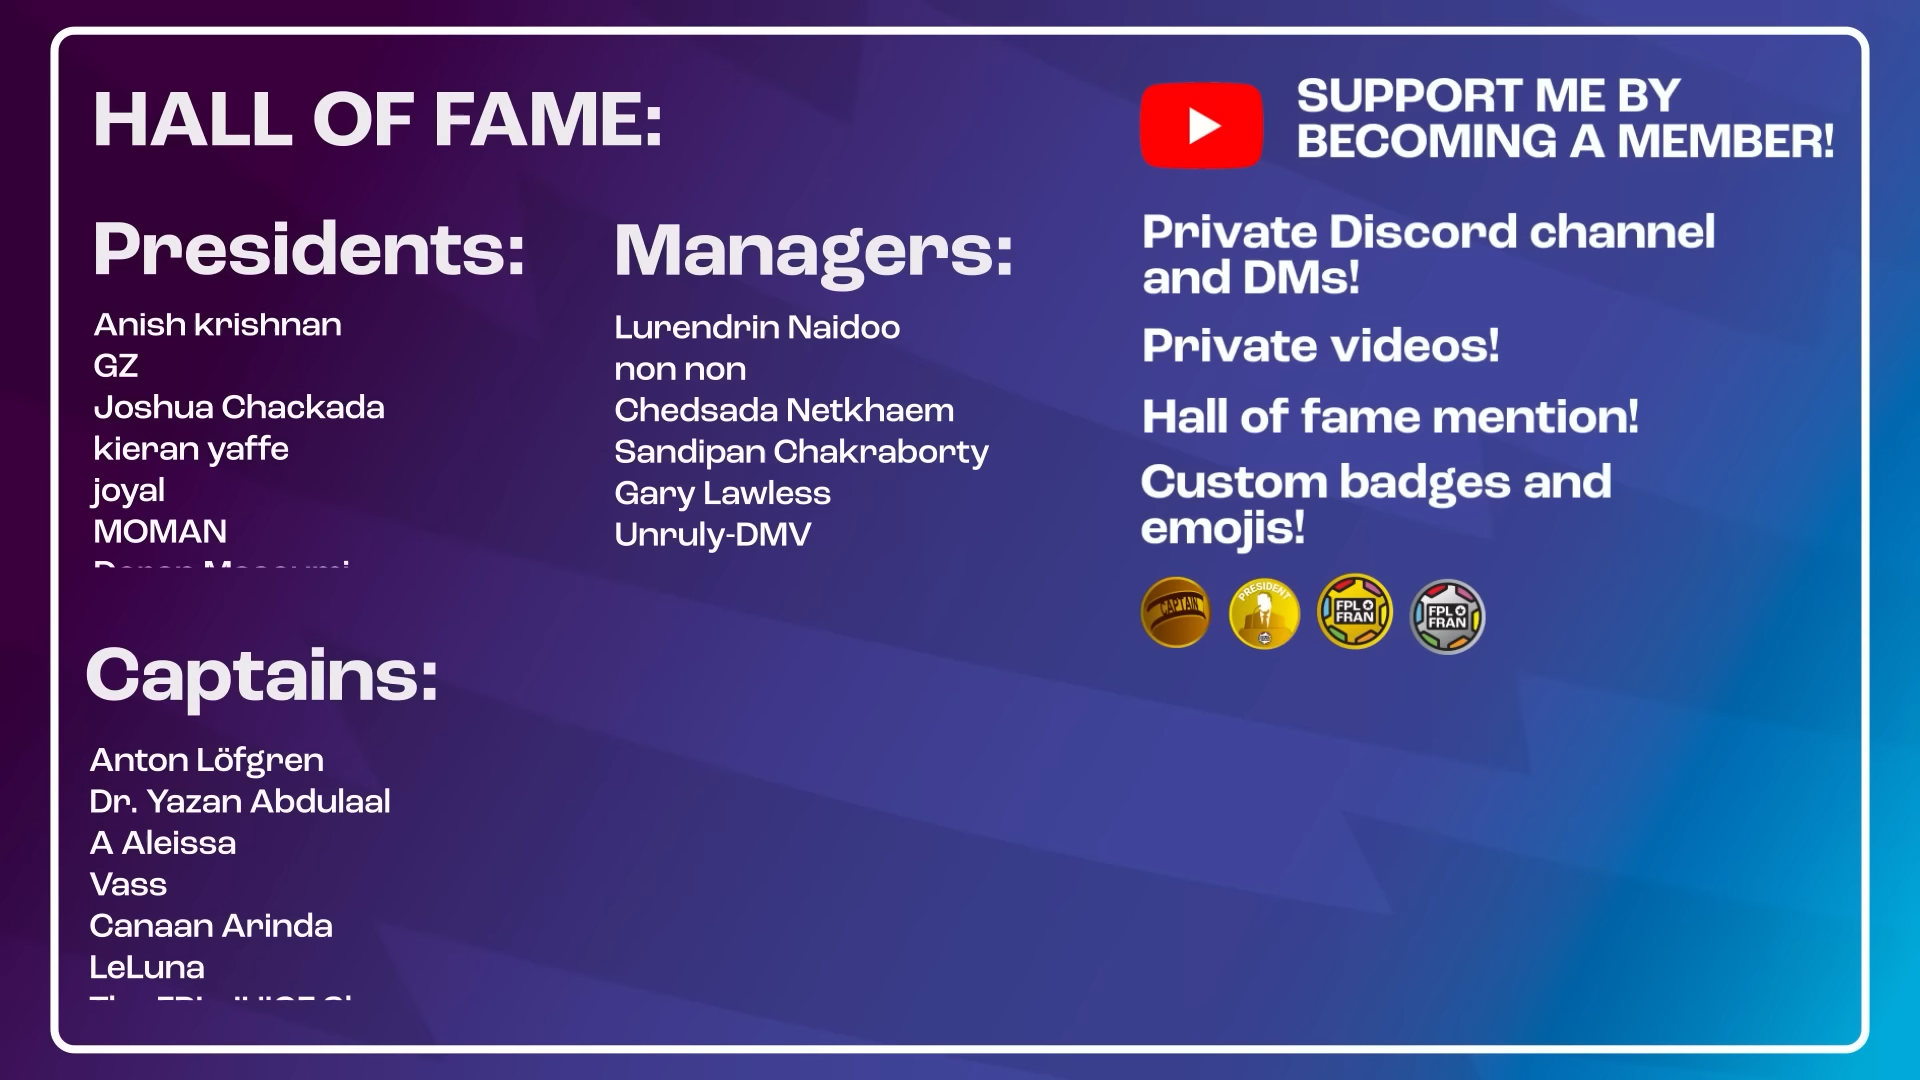 HALL OF FAME:
Presidents:
Anish krishnan
GZ
Joshua Chackada
kieran yaffe
joyal
MOMAN
Managers:
Lurendrin Naidoo
non non
Chedsada Netkhaem
Sandipan Chakraborty
Gary Lawless
Unruly-DMV
Captains:
Anton Löfgren
Dr. Yazan Abdulaal
A Aleissa
Vass
Canaan Arinda
LeLuna
SUPPORT ME BY
BECOMING A MEMBER!
Private Discord channel
and DMs!
Private videos!
Hall of fame mention!
Custom badges and
emojis!
CAPTAIN
PRESIDENT
FPL
FRAN
FPL
FRAN